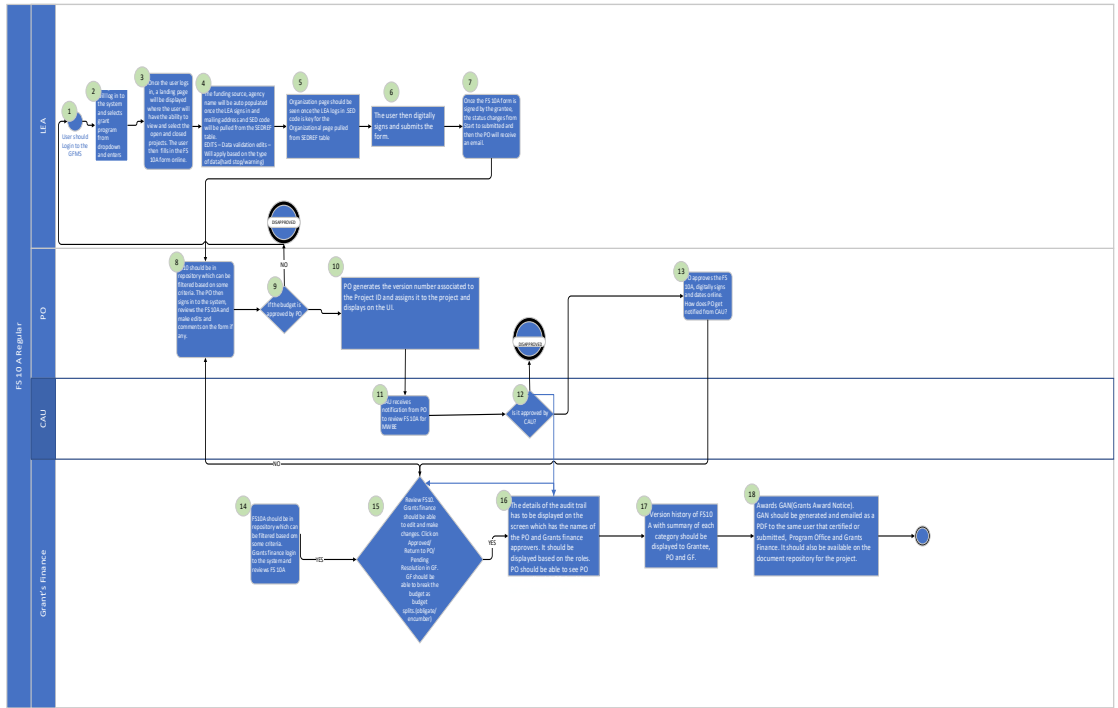 FS 10 A Regular
LEA
1
User should
Login to the
GFMS
2
log in to
the system
and selects
grant
program
from
dropdown
and enters
3
Once the user logs
in, a landing page
will be displayed
where the user will
have the ability to
view and select the
open and closed
projects. The user
then fills in the FS
10A form online.
4
The funding source, agency
name will be auto populated
once the LEA signs in and
mailing address and SED code
will be pulled from the SEDREF
table.
EDITS – Data validation edits –
Will apply based on the type
of data(hard stop/warning)
5
Organization page should be
seen once the LEA logs in .SED
code is key for the
Organizational page pulled
from SEDREF table
6
The user then digitally
signs and submits the
form.
7
Once the FS 10A form is
signed by the grantee,
the status changes from
Start to submitted and
then the PO will receive
an email.
DISAPPROVED
PO
8
should be in
repository which can be
filtered based on some
criteria. The PO then
signs in to the system,
reviews the FS10A and
make edits and
comments on the form if
any.
NO
9
If the budget is
approved by PO
10
PO generates the version number associated
to the Project ID and assigns it to the project and
displays on the UI.
DISAPPROVED
13
PO approves the FS
10A, digitally signs
and dates online.
How does PO get
notified from CAU?
CAU
11
CAU receives
notification from PO
to review FS10A for
MWBE
12
Is it approved by
CAU?
Grant's Finance
NO
14
FS10A should be in
repository which can
be filtered based on
some criteria.
Grants finance login
to the system and
reviews FS 10A
YES
15
Review FS10.
Grants finance
should be able
to edit and make
changes. Click on
Approved/
Return to PO/
Pending
Resolution in GF.
GF should be
able to break the
budget as
budget
splits.(obligate/
encumber)
YES
16
The details of the audit trail
has to be displayed on the
screen which has the names of
the PO and Grants finance
approvers. It should be
displayed based on the roles.
PO should be able to see PO
17
Version history of FS10
A with summary of each
category should be
displayed to Grantee,
PO and GF.
18
Awards GAN(Grants Award Notice).
GAN should be generated and emailed as a
PDF to the same user that certified or
submitted, Program Office and Grants
Finance. It should also be available on the
document repository for the project.